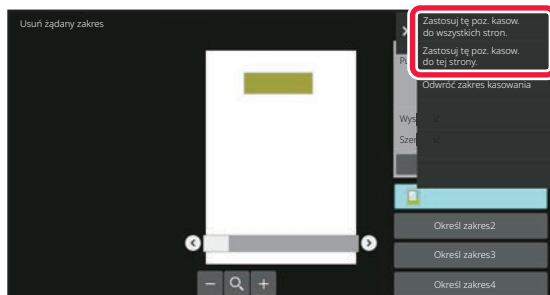 Usuń żądany zakres
Zastosuj tę poz. kasow.
do wszystkich stron.
Zastosuj tę poz. kasow.
do tej strony.
Odwróć zakres kasowania
Określ zakres2
Określ zakres3
Określ zakres4